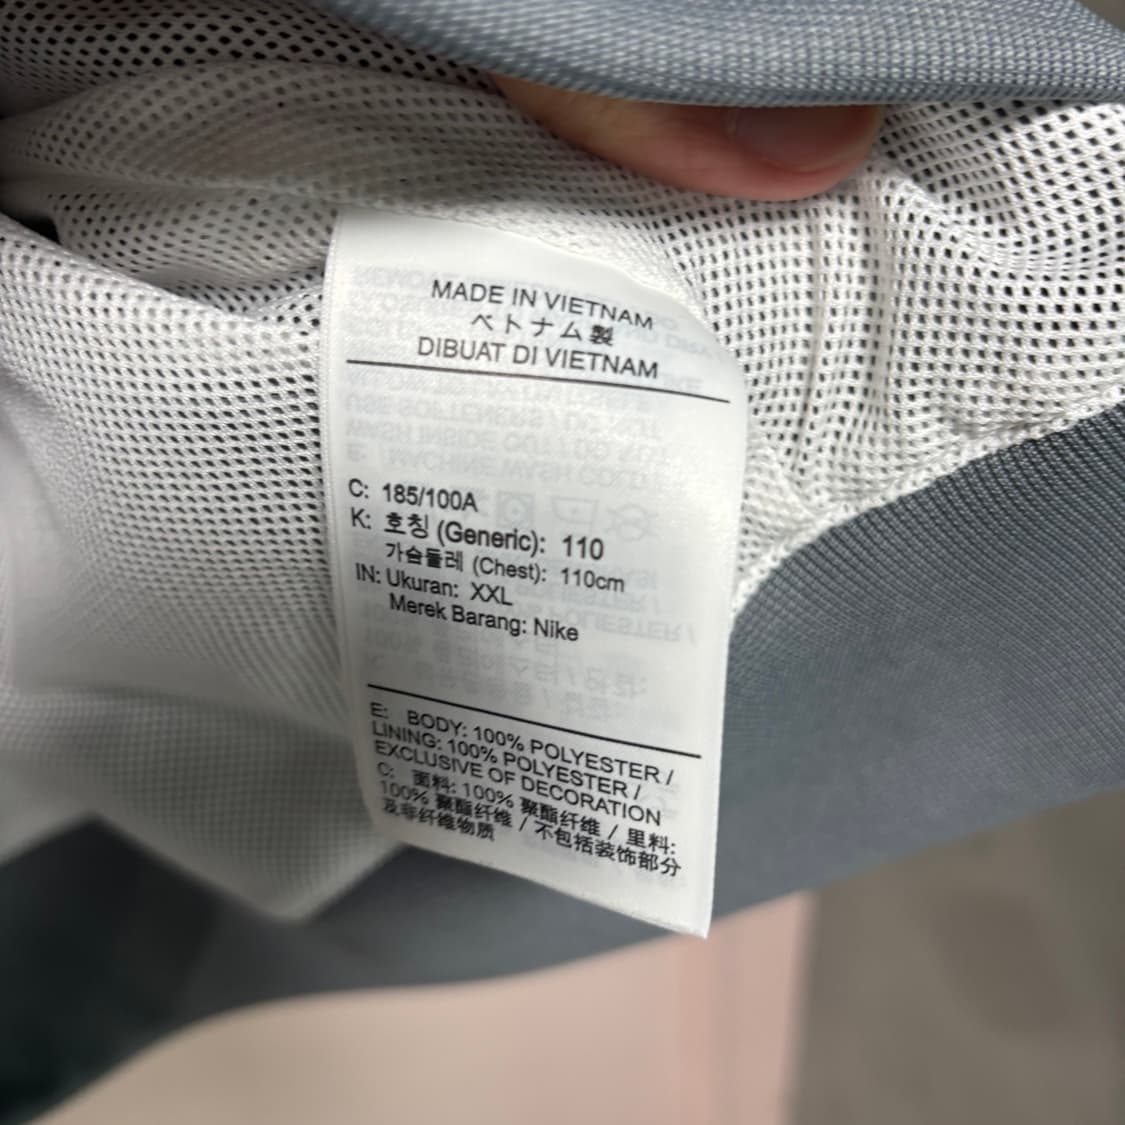 MADE IN VIETNAM
ベトナム製
DIBUAT DI VIETNAM
C: 185/100A
K: 호칭 (Generic): 110
가슴둘레 (Chest): 110cm
IN: Ukuran: XXL
Merek Barang: Nike
E: BODY: 100% POLYESTER /
LINING: 100% POLYESTER /
EXCLUSIVE OF DECORATION
C: 面料: 100% 聚酯纤维 / 里料:
100% 聚酯纤维 / 不包括装饰部分
及非纤维物质